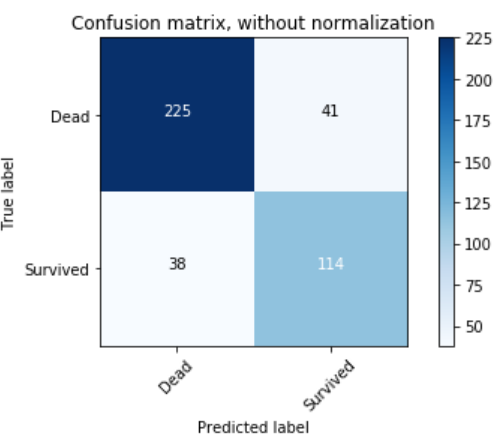 Confusion matrix, without normalization
True label
Dead
Survived
225 41
38 114
Dead Survived
Predicted label
225
200
175
150
125
100
75
50